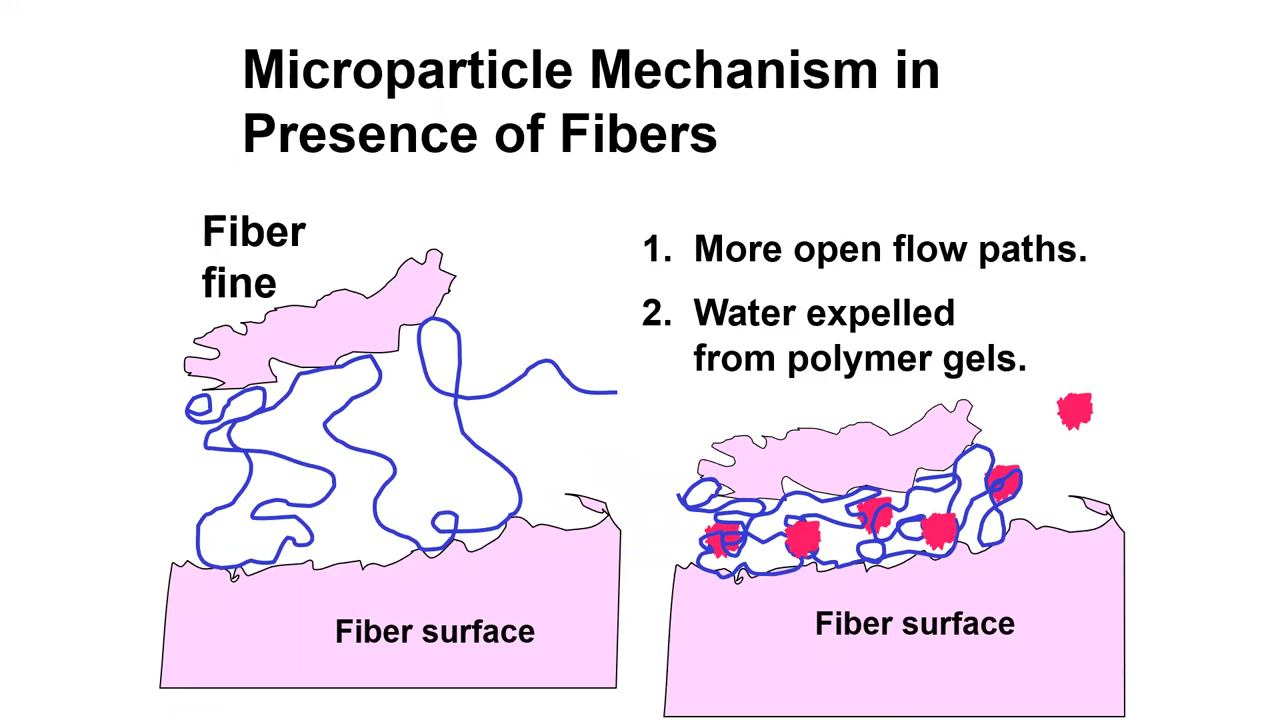 Microparticle Mechanism in
Presence of Fibers
Fiber
fine
1. More open flow paths.
2. Water expelled
from polymer gels.
Fiber surface
Fiber surface